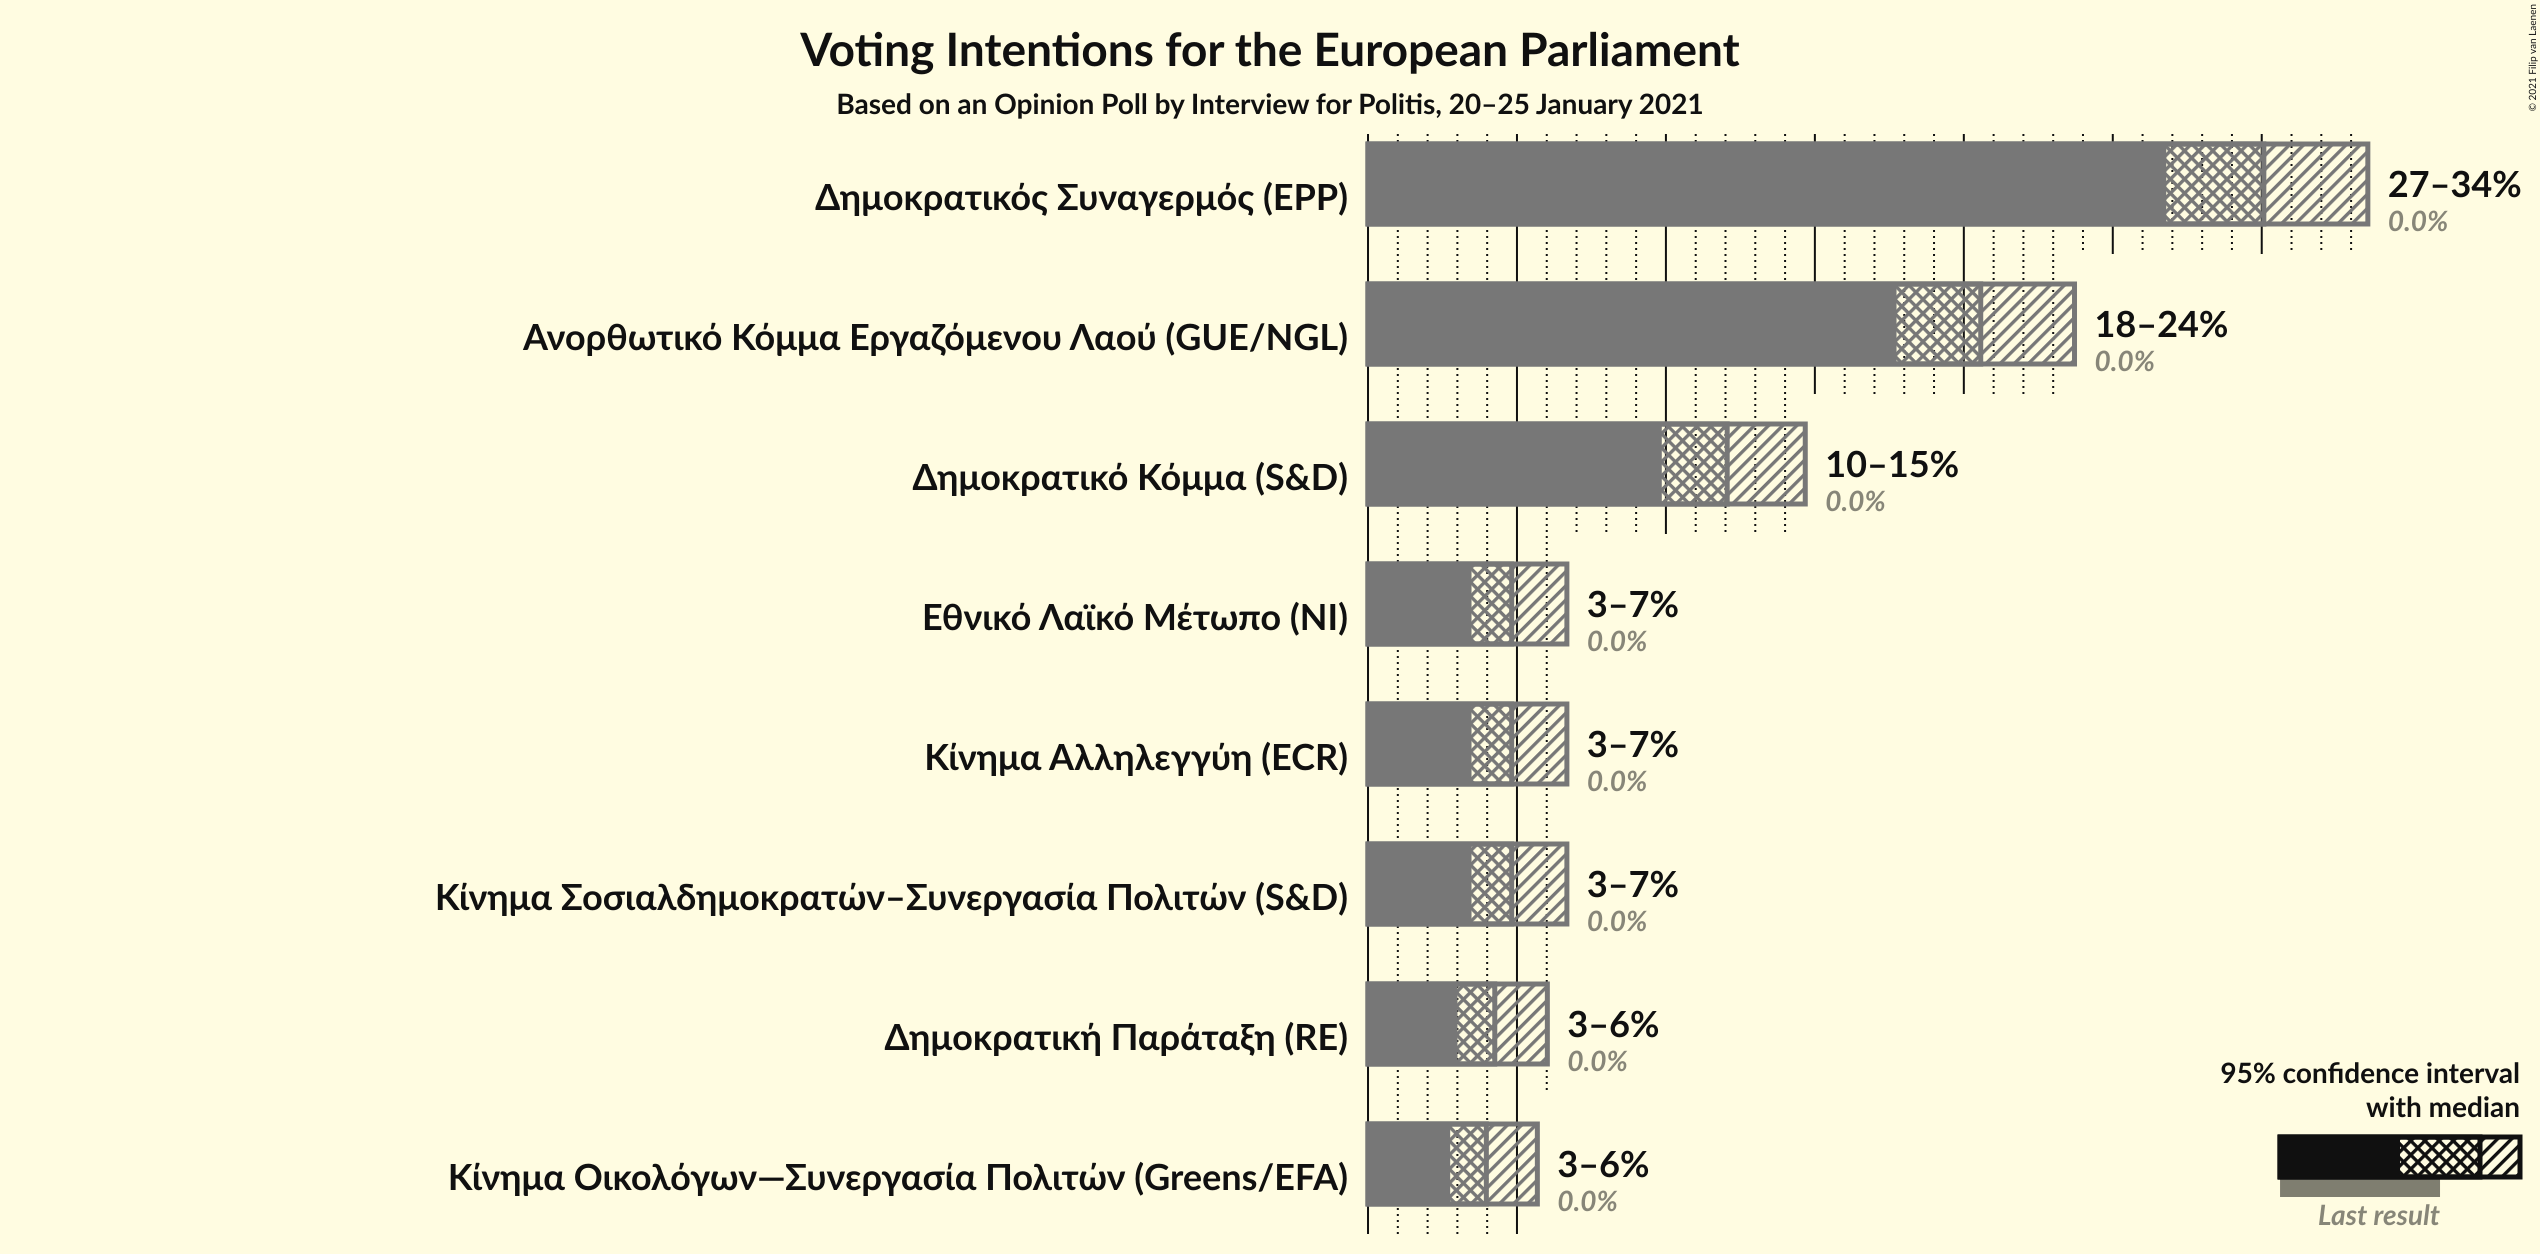 Voting Intentions for the European Parliament
Based on an Opinion Poll by Interview for Politis, 20–25 January 2021
© 2021 Filip van Laenen
Δημοκρατικός Συναγερμός (EPP)
27–34%
0.0%
Ανορθωτικό Κόμμα Εργαζόμενου Λαού (GUE/NGL)
18–24%
0.0%
Δημοκρατικό Κόμμα (S&D)
10–15%
0.0%
Εθνικό Λαϊκό Μέτωπο (NI)
3–7%
0.0%
Κίνημα Αλληλεγγύη (ECR)
3–7%
0.0%
Κίνημα Σοσιαλδημοκρατών–Συνεργασία Πολιτών (S&D)
3–7%
0.0%
Δημοκρατική Παράταξη (RE)
3–6%
0.0%
Κίνημα Οικολόγων—Συνεργασία Πολιτών (Greens/EFA)
3–6%
0.0%
95% confidence interval
with median
Last result